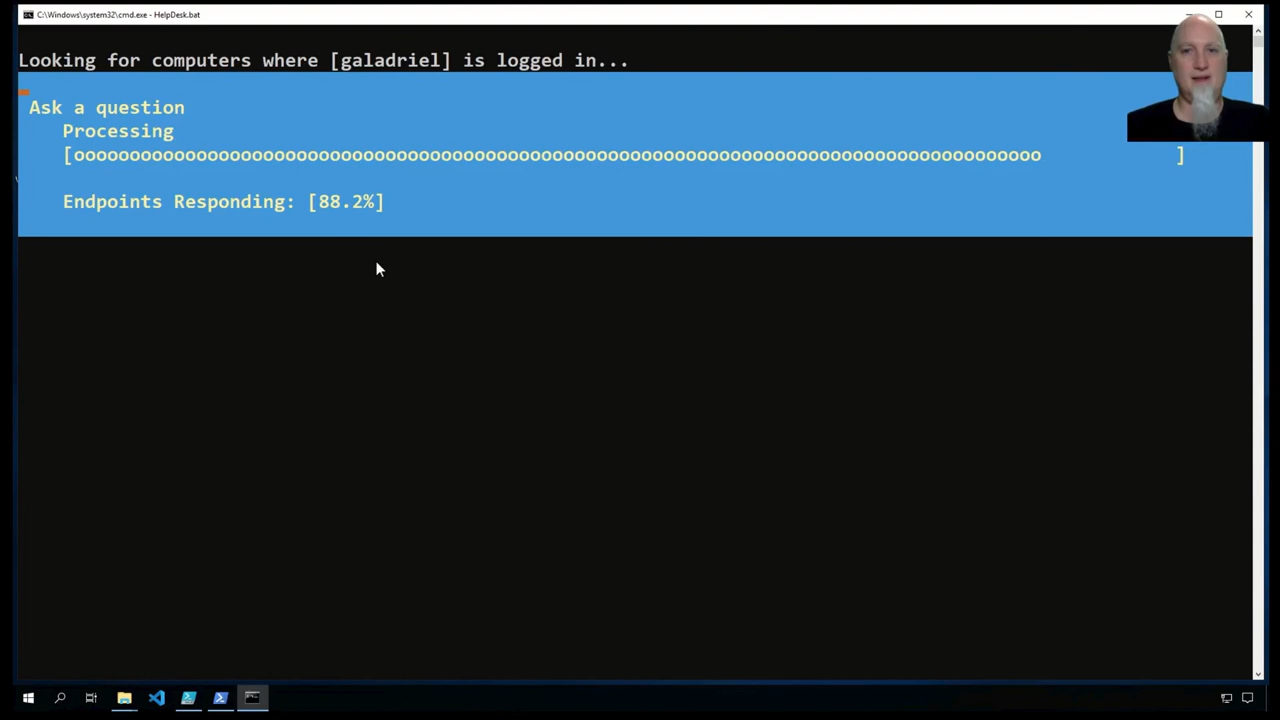 C:\Windows\system32\cmd.exe - HelpDesk.bat
Looking for computers where [galadriel] is logged in...
Ask a question
Processing
[ooooooooooooooooooooooooooooooooooooooooooooooooooooooooooooooooooooooooooooooooooooooo            ]
Endpoints Responding: [88.2%]